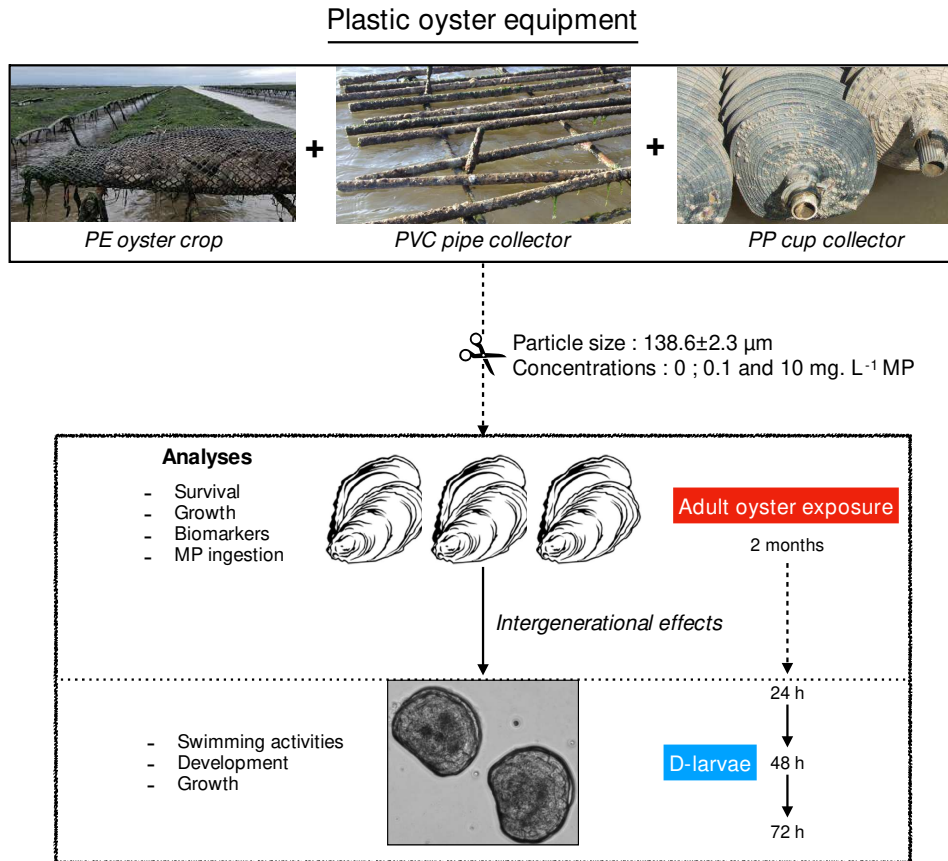 Plastic oyster equipment
+
+
PE oyster crop
PVC pipe collector
PP cup collector
Particle size : 138.6±2.3 µm
Concentrations : 0 ; 0.1 and 10 mg. L⁻¹ MP
Analyses
- Survival
- Growth
- Biomarkers
- MP ingestion
Adult oyster exposure
2 months
Intergenerational effects
- Swimming activities
- Development
- Growth
D-larvae
24 h
48 h
72 h